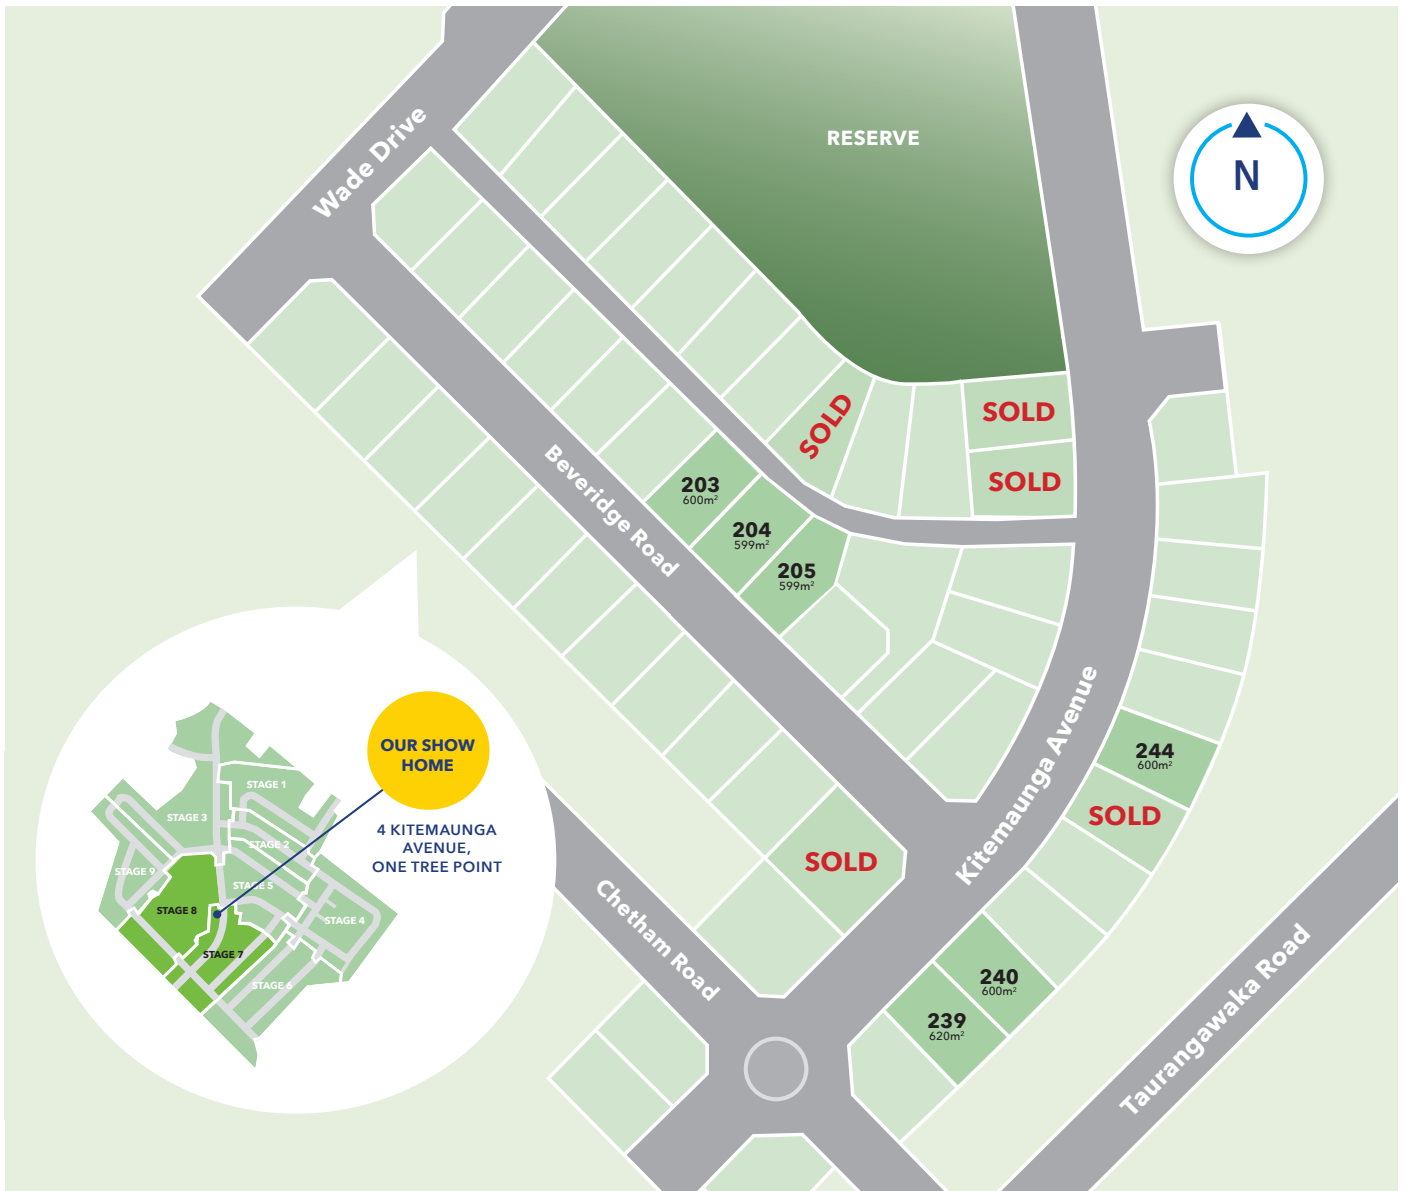 RESERVE
Wade Drive
N
SOLD
SOLD
SOLD
Beveridge Road
203
600m²
204
599m²
205
599m²
Kitemaunga Avenue
244
600m²
SOLD
SOLD
Chetham Road
240
600m²
239
620m²
Taurangawaka Road
OUR SHOW
HOME
4 KITEMAUNGA
AVENUE,
ONE TREE POINT
STAGE 1
STAGE 3
STAGE 2
STAGE 9
STAGE 5
STAGE 8
STAGE 4
STAGE 7
STAGE 6